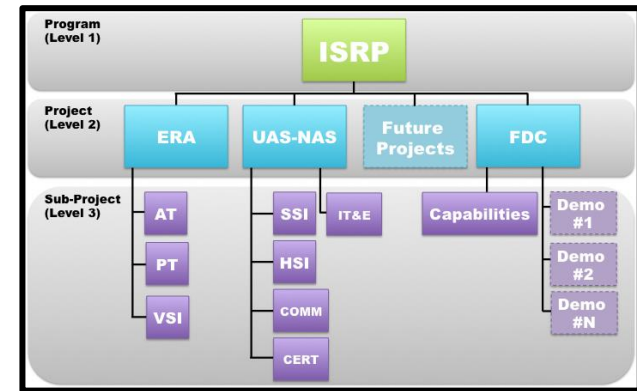 Program
(Level 1)
ISRP
Project
(Level 2)
ERA
UAS-NAS
Future
Projects
FDC
Sub-Project
(Level 3)
AT
SSI
IT&E
Capabilities
Demo
#1
PT
HSI
Demo
#2
VSI
COMM
Demo
#N
CERT